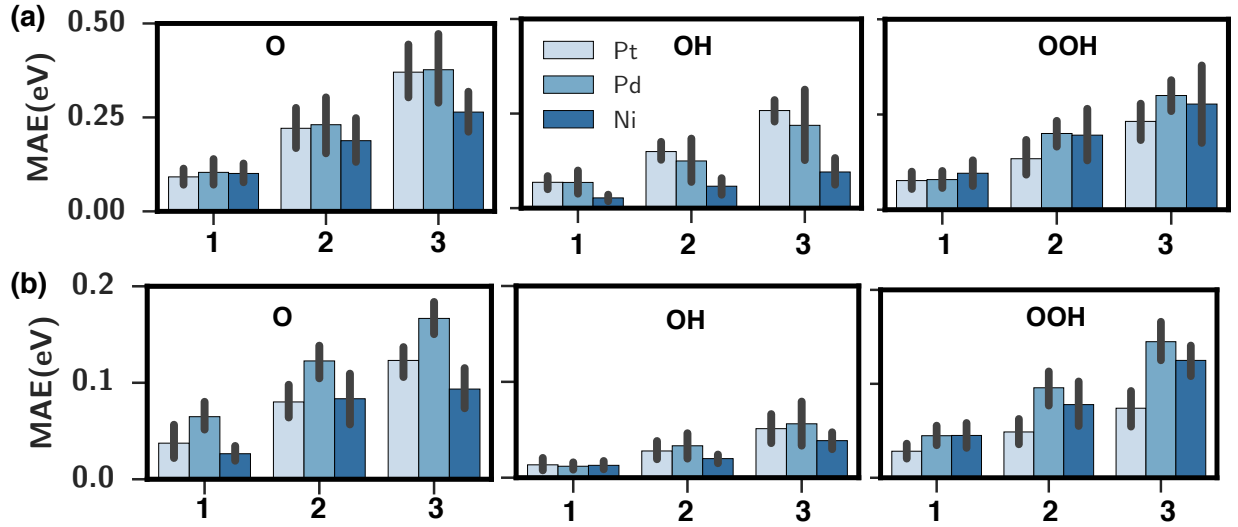 (a)
MAE(eV)
0.50
0.25
0.00
O
1 2 3
OH
Pt
Pd
Ni
1 2 3
OOH
1 2 3
(b)
MAE(eV)
0.2
0.1
0.0
O
1 2 3
OH
1 2 3
OOH
1 2 3